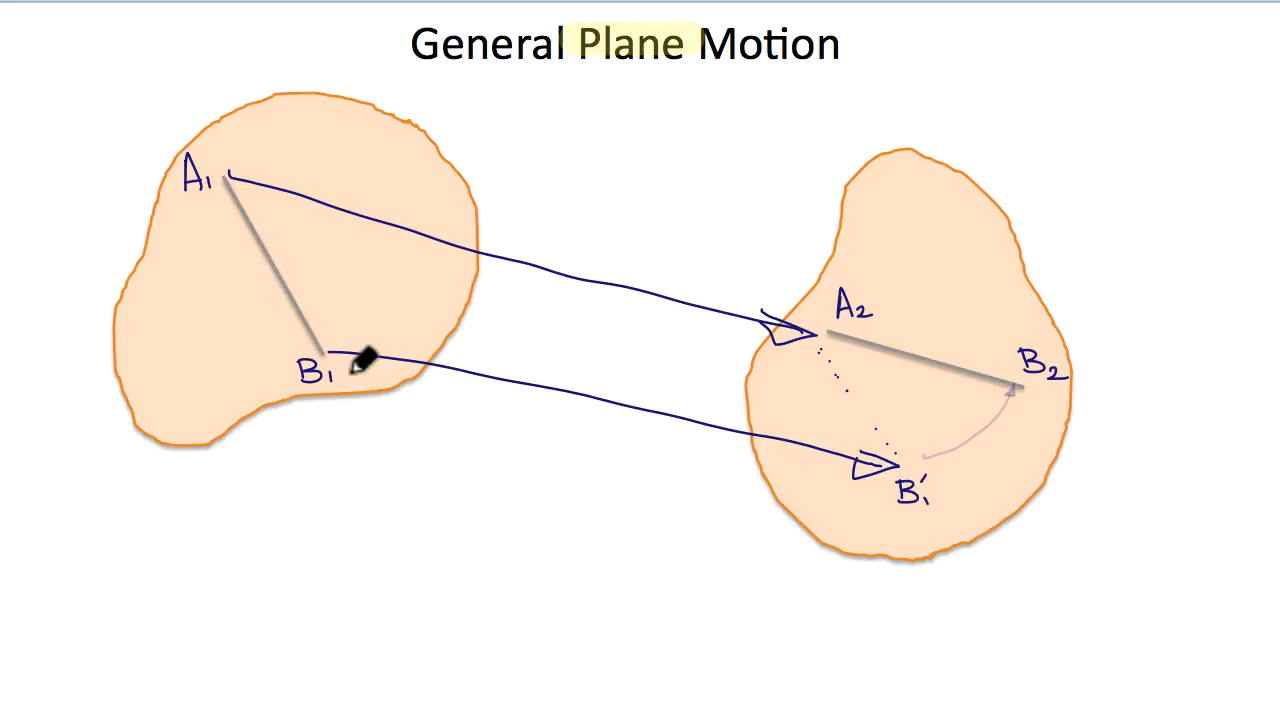 General Plane Motion
A₁
A₂
B₂
B₁
B₁'